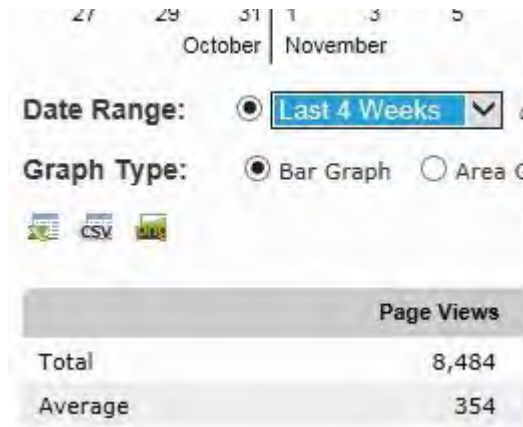 27 29 31 1 3 5
October November
Date Range: Last 4 Weeks
Graph Type: Bar Graph Area
CSV png
Page Views
Total 8,484
Average 354